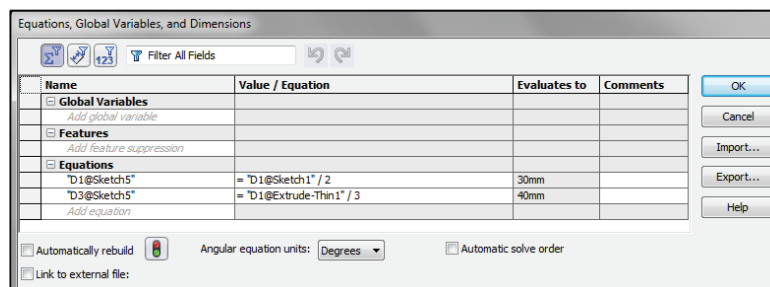 Equations, Global Variables, and Dimensions
Filter All Fields
Name Value / Equation Evaluates to Comments
Global Variables
Add global variable
Features
Add feature suppression
Equations
"D1@Sketch5" = "D1@Sketch1" / 2 30mm
"D3@Sketch5" = "D1@Extrude-Thin1" / 3 40mm
Add equation
OK
Cancel
Import...
Export...
Help
Automatically rebuild Angular equation units: Degrees Automatic solve order
Link to external file: